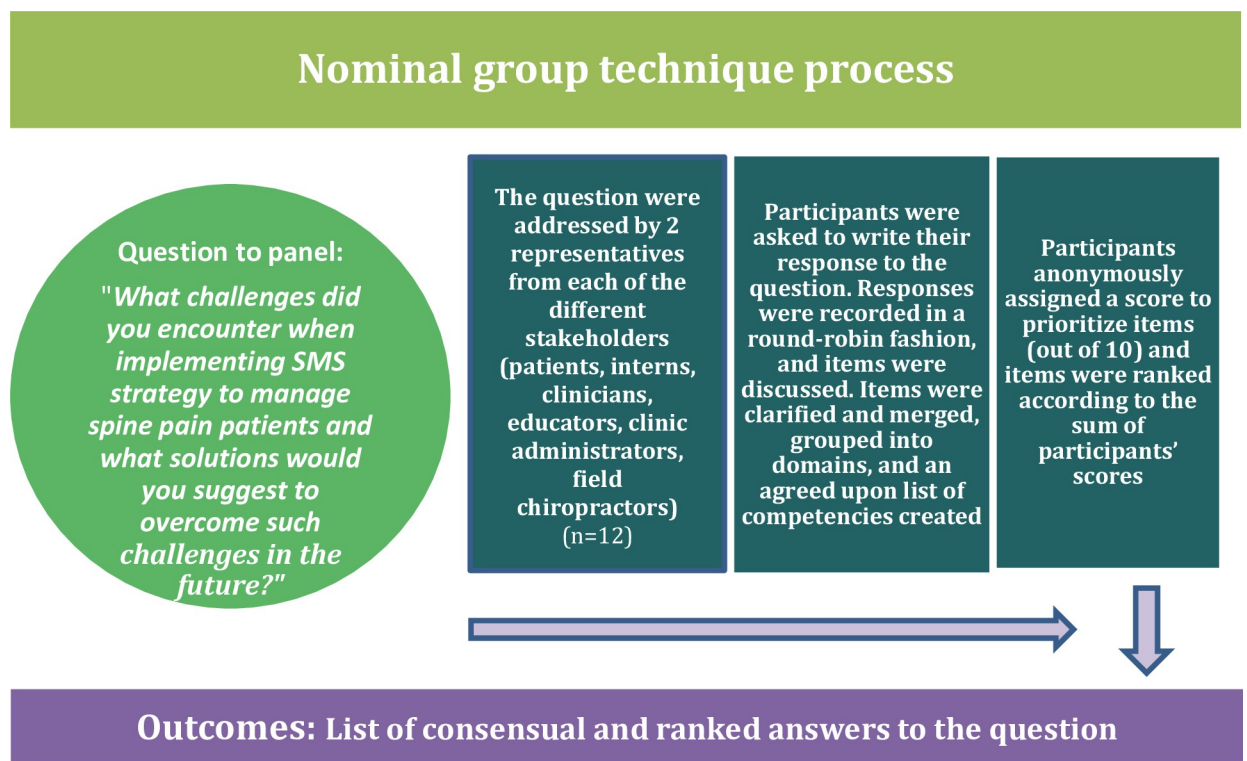 Nominal group technique process
Question to panel:
"What challenges did
you encounter when
implementing SMS
strategy to manage
spine pain patients and
what solutions would
you suggest to
overcome such
challenges in the
future?"
The question were
addressed by 2
representatives
from each of the
different
stakeholders
(patients, interns,
clinicians,
educators, clinic
administrators,
field
chiropractors)
(n=12)
Participants were
asked to write their
response to the
question. Responses
were recorded in a
round-robin fashion,
and items were
discussed. Items were
clarified and merged,
grouped into
domains, and an
agreed upon list of
competencies created
Participants
anonymously
assigned a score to
prioritize items
(out of 10) and
items were ranked
according to the
sum of
participants’
scores
Outcomes: List of consensual and ranked answers to the question